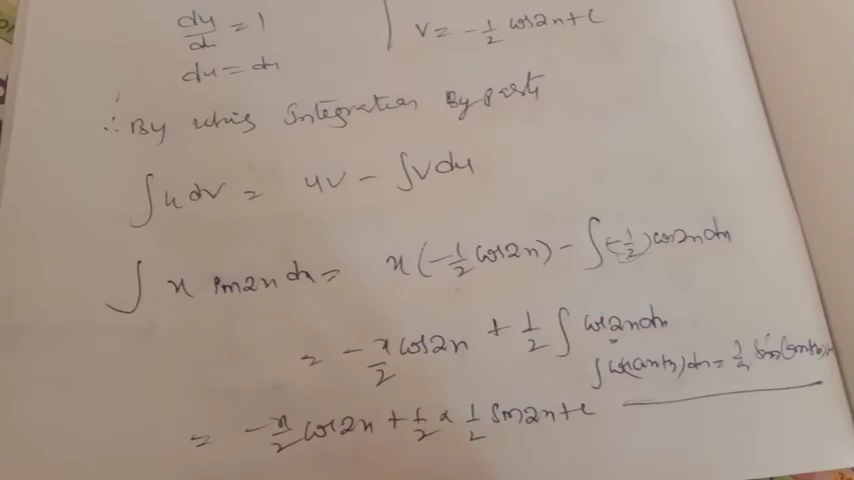 du/dx = 1
v = -1/2 cos2x + c
du = dx
∴ By using Integration By parts
∫u dv = uv - ∫v du
∫ x sin2x dx = x(-1/2 cos2x) - ∫(-1/2) cos2x dx
= -x/2 cos2x + 1/2 ∫ cos2x dx
∫cos(ax+b) dx = 1/a sin(ax+b)+
= -x/2 cos2x + 1/2 × 1/2 sin2x + c